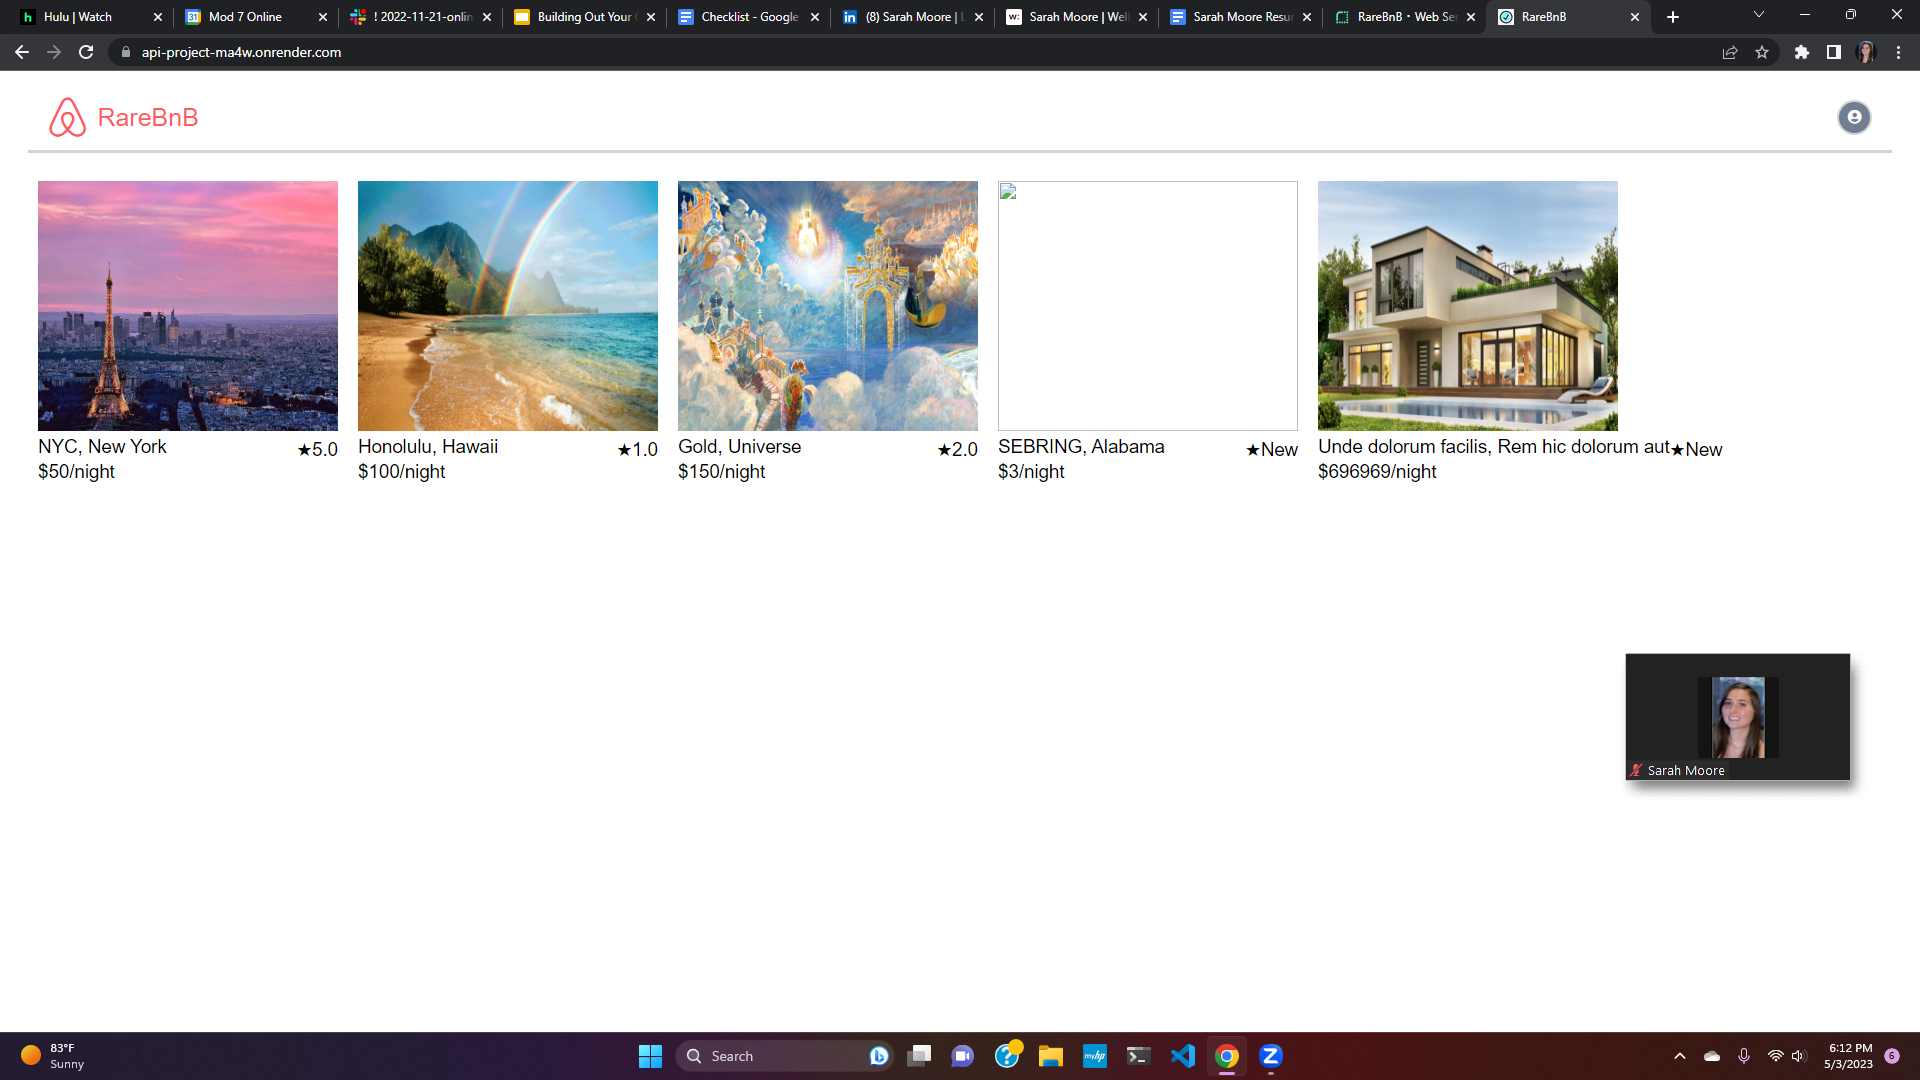 Hulu | Watch
Mod 7 Online
! 2022-11-21-onlin
Building Out Your
Checklist - Google
(8) Sarah Moore |
Sarah Moore | Wel
Sarah Moore Resu
RareBnB · Web Se
RareBnB
api-project-ma4w.onrender.com
RareBnB
NYC, New York ★5.0
$50/night
Honolulu, Hawaii ★1.0
$100/night
Gold, Universe ★2.0
$150/night
SEBRING, Alabama ★New
$3/night
Unde dolorum facilis, Rem hic dolorum aut★New
$696969/night
Sarah Moore
83°F
Sunny
Search
6:12 PM
5/3/2023
6